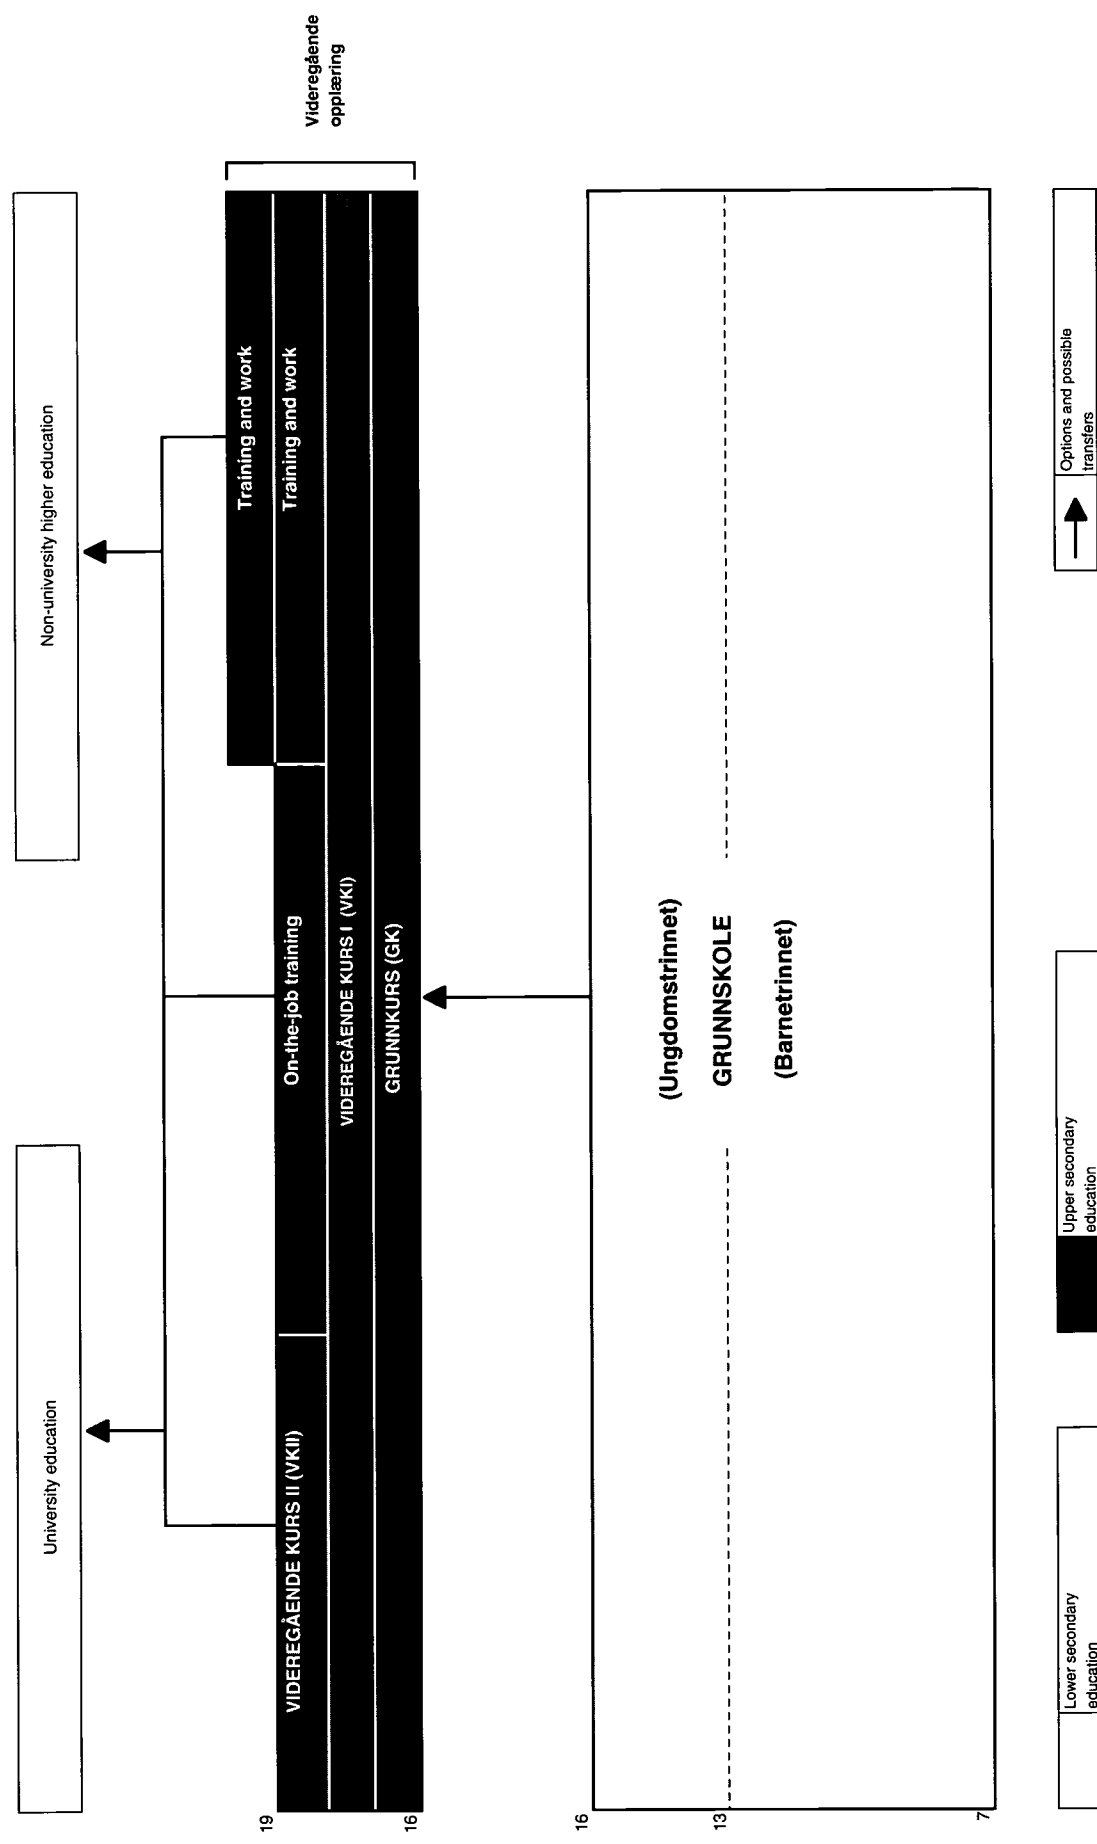 University education
Non-university higher education
Videregående
opplæring
Training and work
19
VIDEREGÅENDE KURS II (VKII)
On-the-job training
Training and work
VIDEREGÅENDE KURS I (VKI)
GRUNNKURS (GK)
16
16
(Ungdomstrinnet)
13
GRUNNSKOLE
(Barnetrinnet)
7
Lower secondary
education
Upper secondary
education
Options and possible
transfers